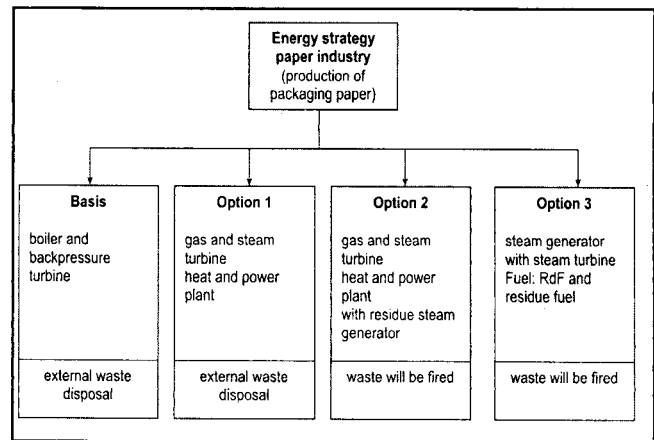 Energy strategy
paper industry
(production of
packaging paper)
Basis
boiler and
backpressure
turbine
external waste
disposal
Option 1
gas and steam
turbine
heat and power
plant
external waste
disposal
Option 2
gas and steam
turbine
heat and power
plant
with residue steam
generator
waste will be fired
Option 3
steam generator
with steam turbine
Fuel: RdF and
residue fuel
waste will be fired